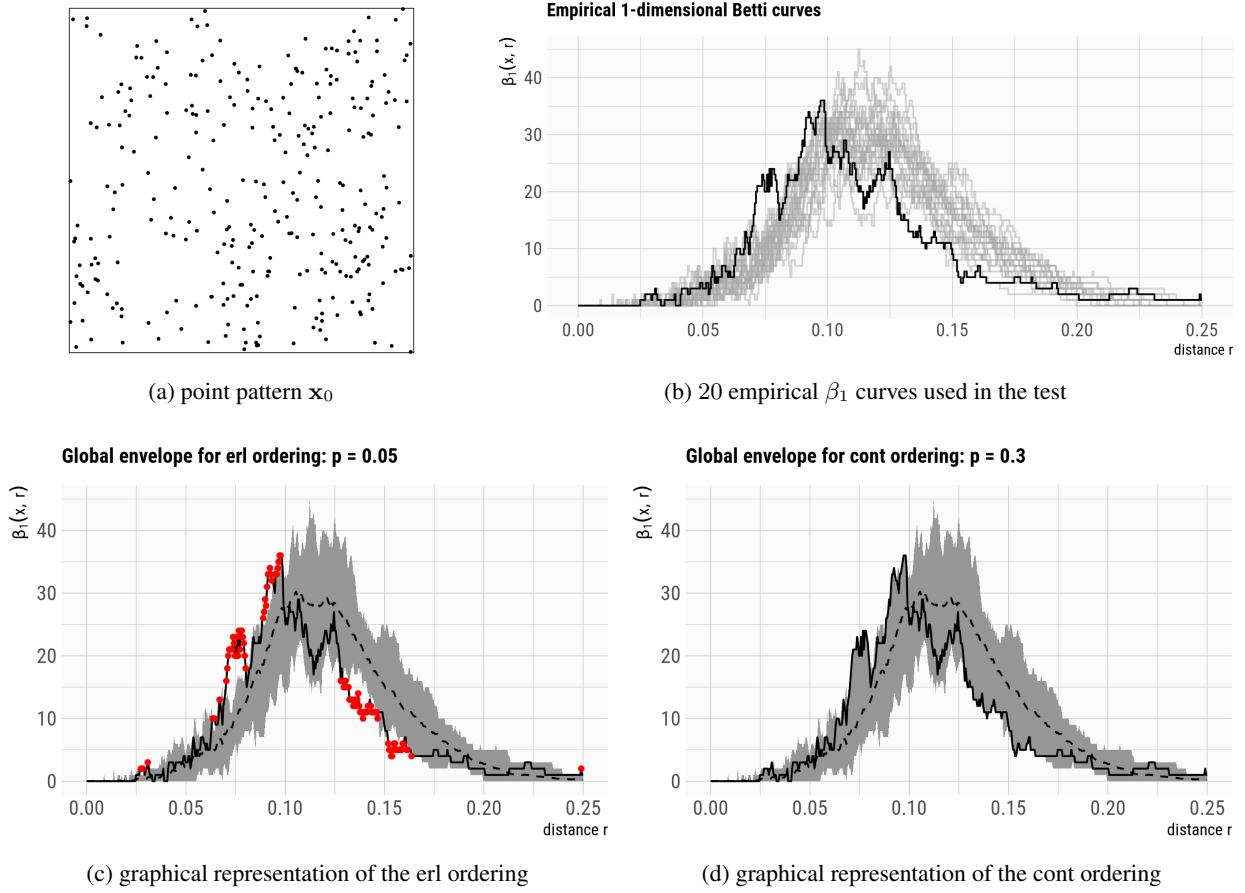 Empirical 1-dimensional Betti curves
β₁(x, r)
40
30
20
10
0
0.00 0.05 0.10 0.15 0.20 0.25
distance r
(a) point pattern x₀
(b) 20 empirical β₁ curves used in the test
Global envelope for erl ordering: p = 0.05
β₁(x, r)
40
30
20
10
0
0.00 0.05 0.10 0.15 0.20 0.25
distance r
(c) graphical representation of the erl ordering
Global envelope for cont ordering: p = 0.3
β₁(x, r)
40
30
20
10
0
0.00 0.05 0.10 0.15 0.20 0.25
distance r
(d) graphical representation of the cont ordering